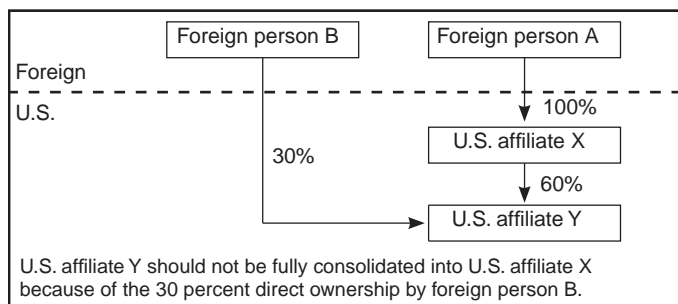 Foreign person B
Foreign person A
Foreign
U.S.
100%
U.S. affiliate X
30%
60%
U.S. affiliate Y
U.S. affiliate Y should not be fully consolidated into U.S. affiliate X
because of the 30 percent direct ownership by foreign person B.